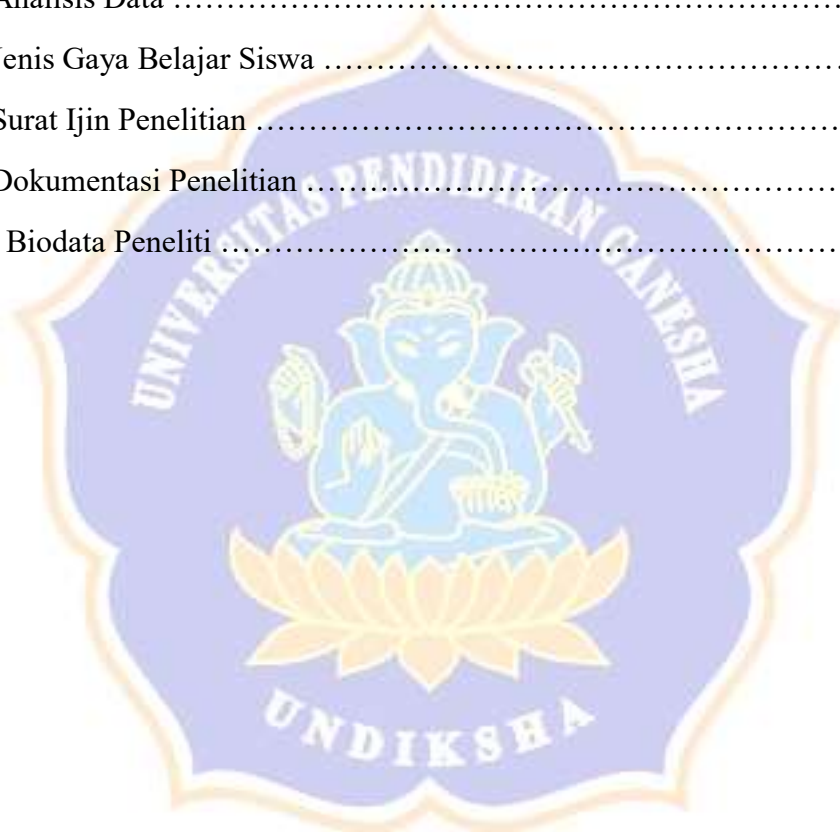 Analisis Data ……………………………………………………………
Jenis Gaya Belajar Siswa ………………………………………………
Surat Ijin Penelitian ……………………………………………………
Dokumentasi Penelitian ………………………………………………
Biodata Peneliti …………………………………………………………
UNIVERSITAS PENDIDIKAN GANESHA
UNDIKSHA